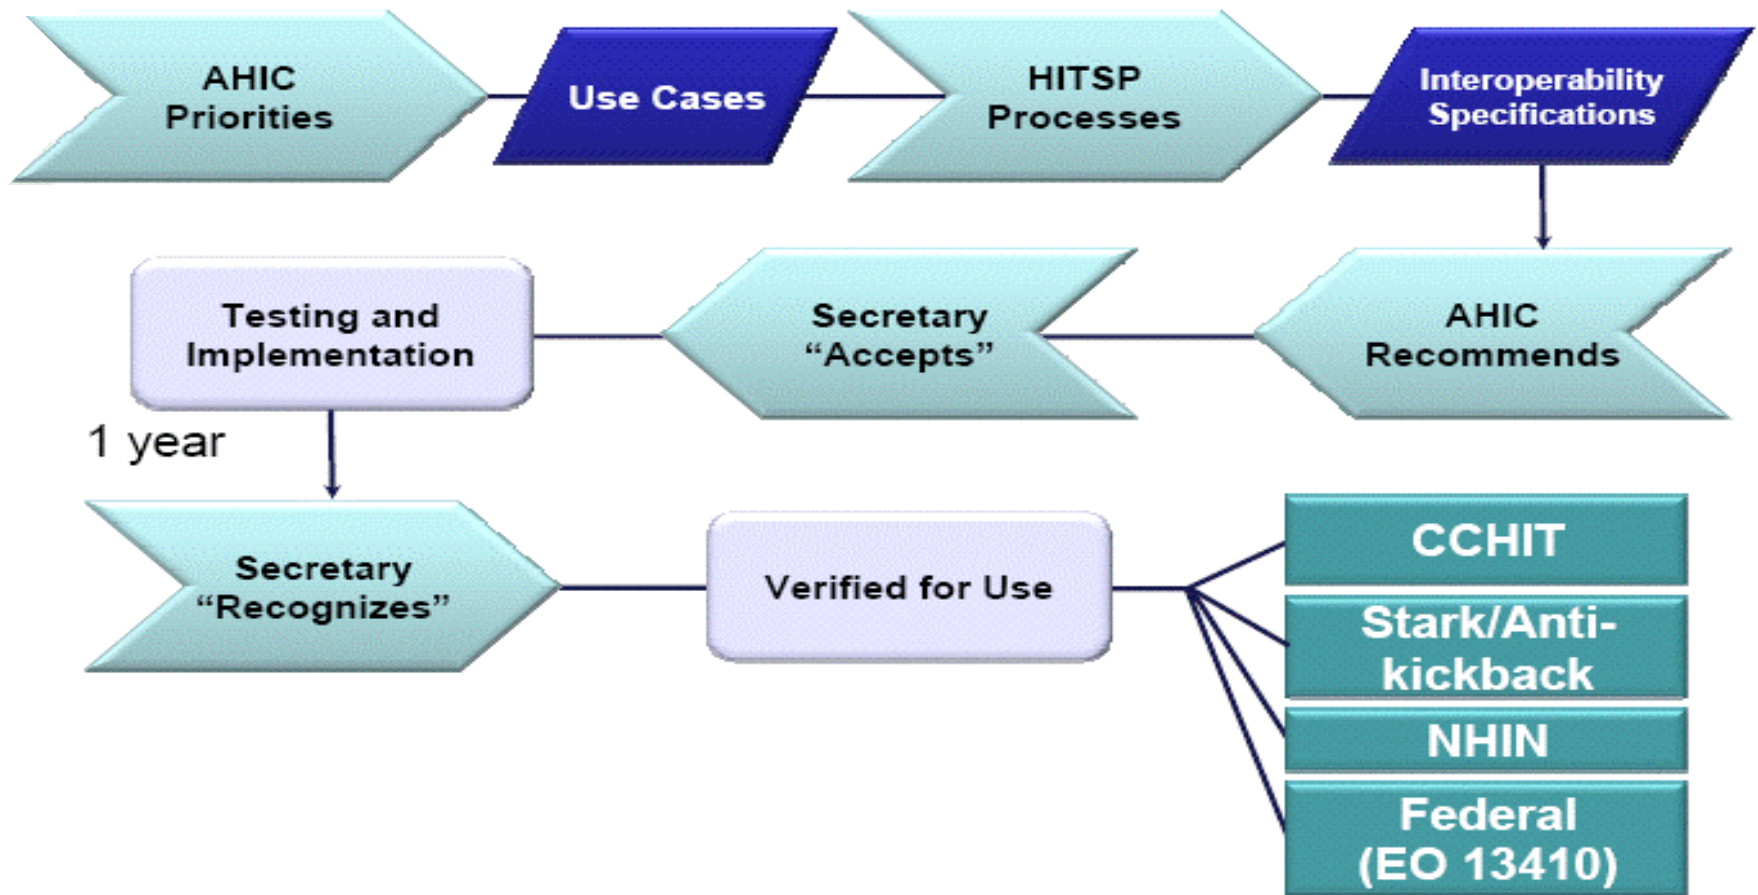 AHIC
Priorities
Use Cases
HITSP
Processes
Interoperability
Specifications
Testing and
Implementation
Secretary
“Accepts”
AHIC
Recommends
1 year
Secretary
“Recognizes”
Verified for Use
CCHIT
Stark/Anti-
kickback
NHIN
Federal
(EO 13410)